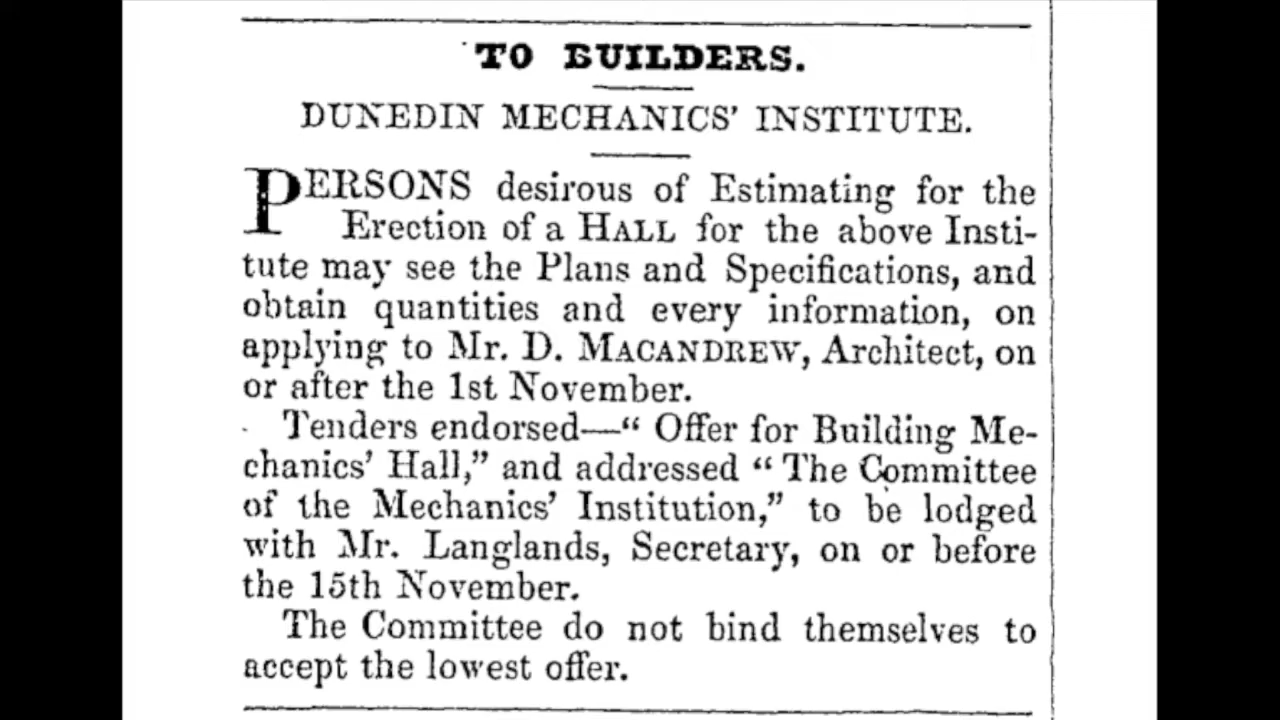 TO BUILDERS.
DUNEDIN MECHANICS' INSTITUTE.
PERSONS desirous of Estimating for the
Erection of a HALL for the above Insti-
tute may see the Plans and Specifications, and
obtain quantities and every information, on
applying to Mr. D. MACANDREW, Architect, on
or after the 1st November.
Tenders endorsed—“ Offer for Building Me-
chanics’ Hall,” and addressed “ The Committee
of the Mechanics’ Institution,” to be lodged
with Mr. Langlands, Secretary, on or before
the 15th November.
The Committee do not bind themselves to
accept the lowest offer.